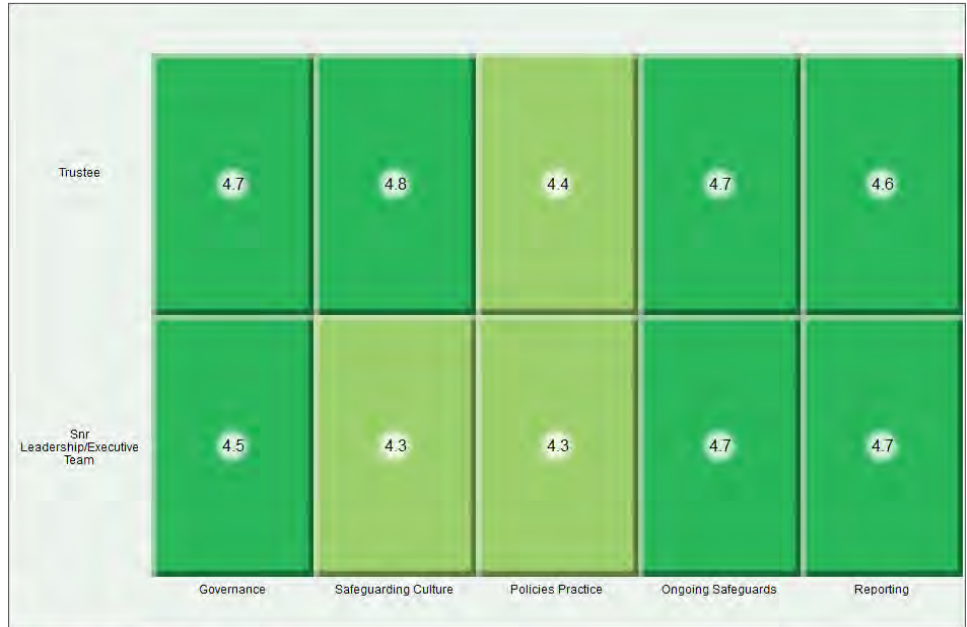 Trustee
4.7
4.8
4.4
4.7
4.6
Snr
Leadership/Executive
Team
4.5
4.3
4.3
4.7
4.7
Governance
Safeguarding Culture
Policies Practice
Ongoing Safeguards
Reporting